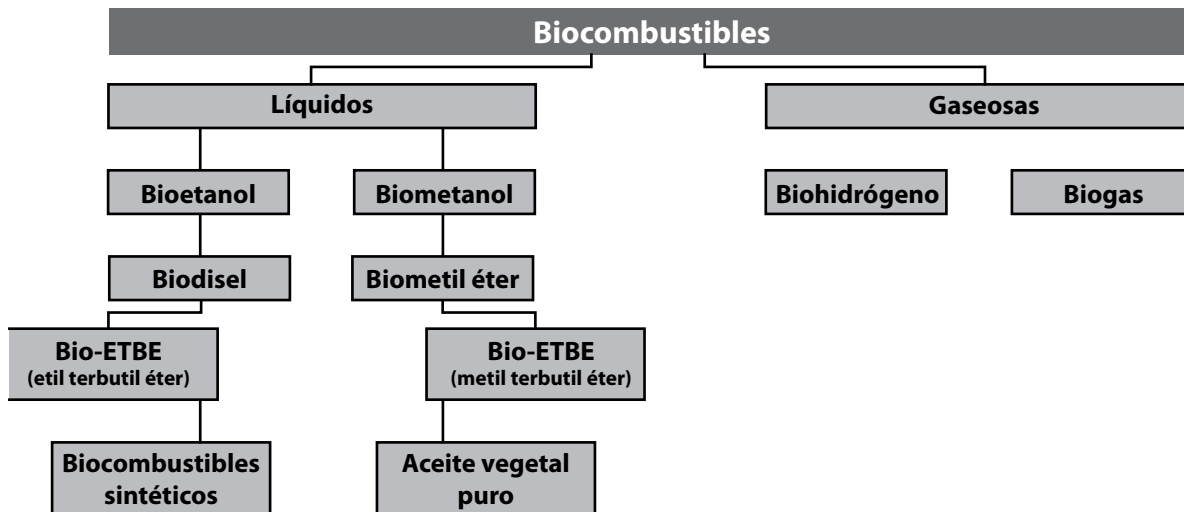 Biocombustibles
Líquidos
Gaseosas
Bioetanol
Biometanol
Biohidrógeno
Biogas
Biodisel
Biometil éter
Bio-ETBE
(etil terbutil éter)
Bio-ETBE
(metil terbutil éter)
Biocombustibles
sintéticos
Aceite vegetal
puro